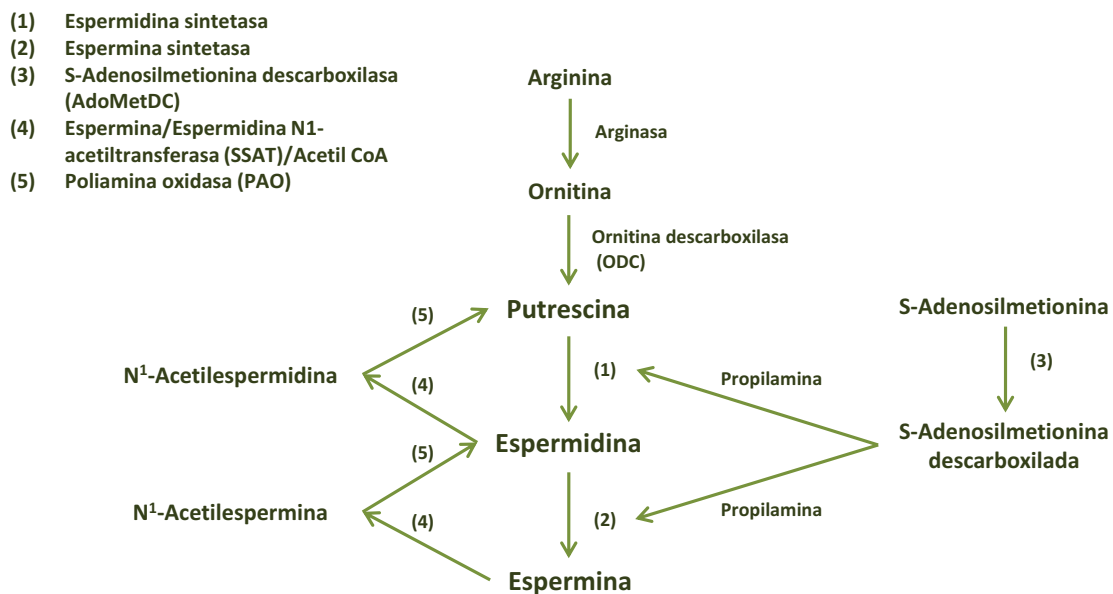 (1) Espermidina sintetasa
(2) Espermina sintetasa
(3) S-Adenosilmetionina descarboxilasa
(AdoMetDC)
(4) Espermina/Espermidina N1-
acetiltransferasa (SSAT)/Acetil CoA
(5) Poliamina oxidasa (PAO)
Arginina
Arginasa
Ornitina
Ornitina descarboxilasa
(ODC)
Putrescina
S-Adenosilmetionina
(5)
(1)
(3)
N¹-Acetilespermidina
Propilamina
(4)
Espermidina
S-Adenosilmetionina
descarboxilada
(5)
N¹-Acetilespermina
(4)
(2)
Propilamina
Espermina